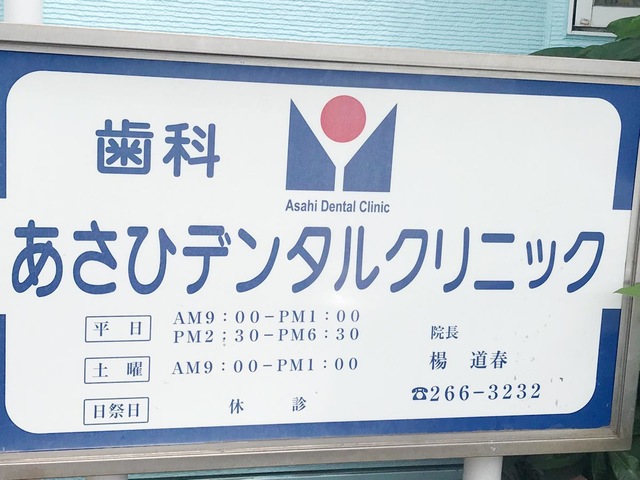 歯科
Asahi Dental Clinic
あさひデンタルクリニック
平日 AM9：00-PM1：00
PM2：30-PM6：30
土曜 AM9：00-PM1：00
日祭日 休診
院長
楊 道春
☎266-3232